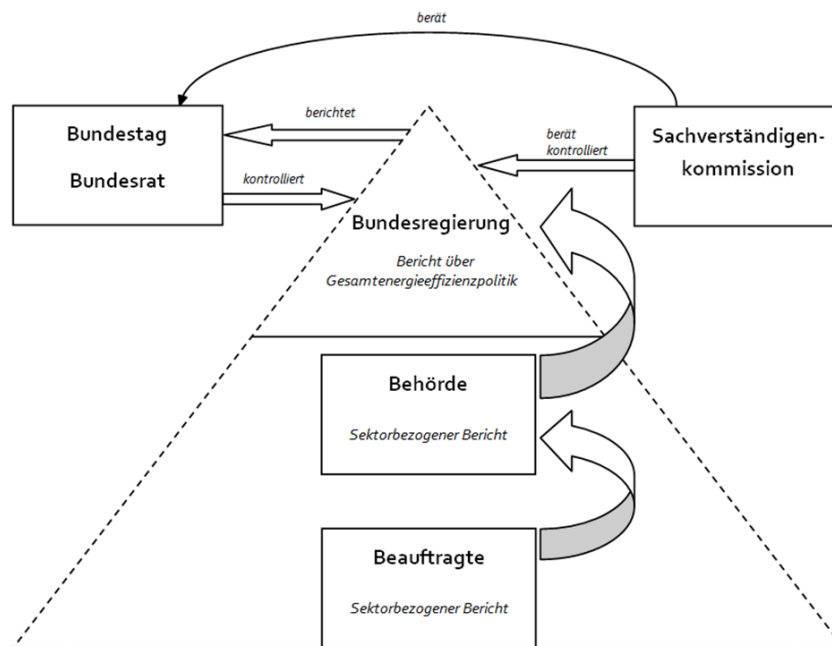 berät
Bundestag
Bundesrat
berichtet
kontrolliert
berät
kontrolliert
Sachverständigen-
kommission
Bundesregierung
Bericht über
Gesamtenergieeffizienzpolitik
Behörde
Sektorbezogener Bericht
Beauftragte
Sektorbezogener Bericht